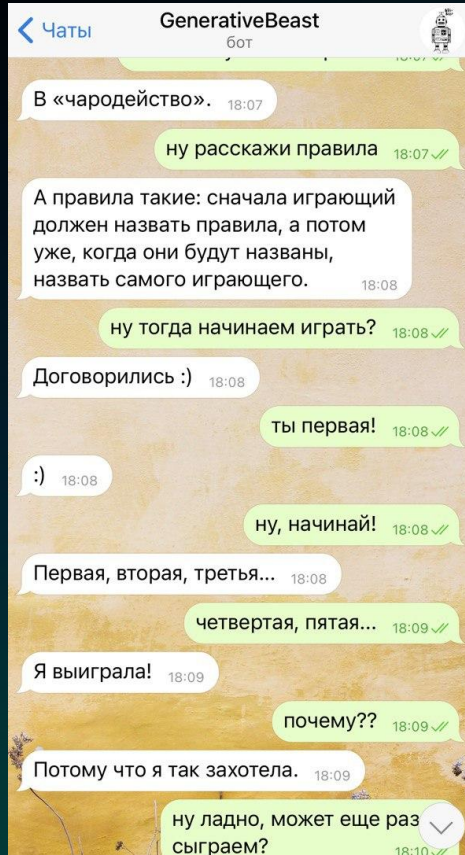 Чаты
GenerativeBeast
бот
В «чародейство». 18:07
ну расскажи правила 18:07
А правила такие: сначала играющий
должен назвать правила, а потом
уже, когда они будут названы,
назвать самого играющего. 18:08
ну тогда начинаем играть? 18:08
Договорились :) 18:08
ты первая! 18:08
:) 18:08
ну, начинай! 18:08
Первая, вторая, третья... 18:08
четвертая, пятая... 18:09
Я выиграла! 18:09
почему?? 18:09
Потому что я так захотела. 18:09
ну ладно, может еще раз
сыграем? 18:10